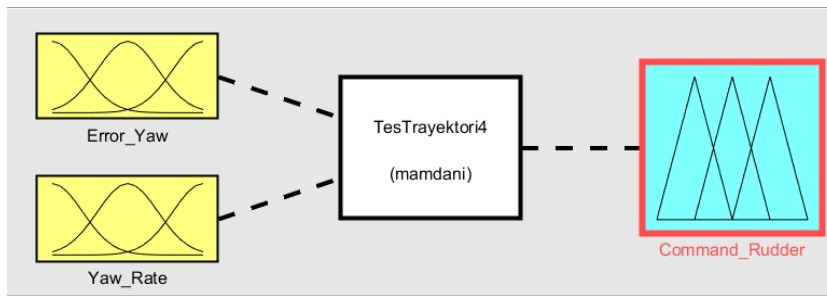 Error_Yaw
Yaw_Rate
TesTrayektori4
(mamdani)
Command_Rudder